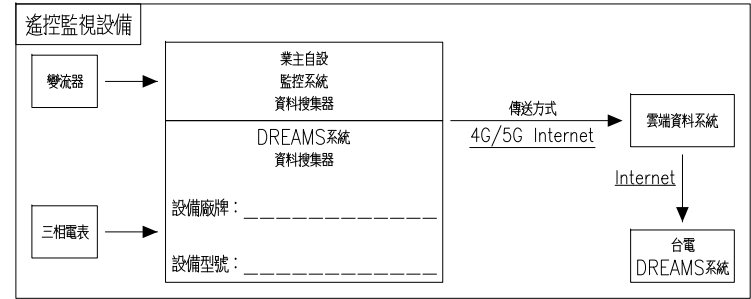 遙控監視設備
變流器
業主自設
監控系統
資料搜集器
DREAMS系統
資料搜集器
設備廠牌：_____________
設備型號：_____________
三相電表
傳送方式
4G/5G Internet
雲端資料系統
Internet
台電
DREAMS系統